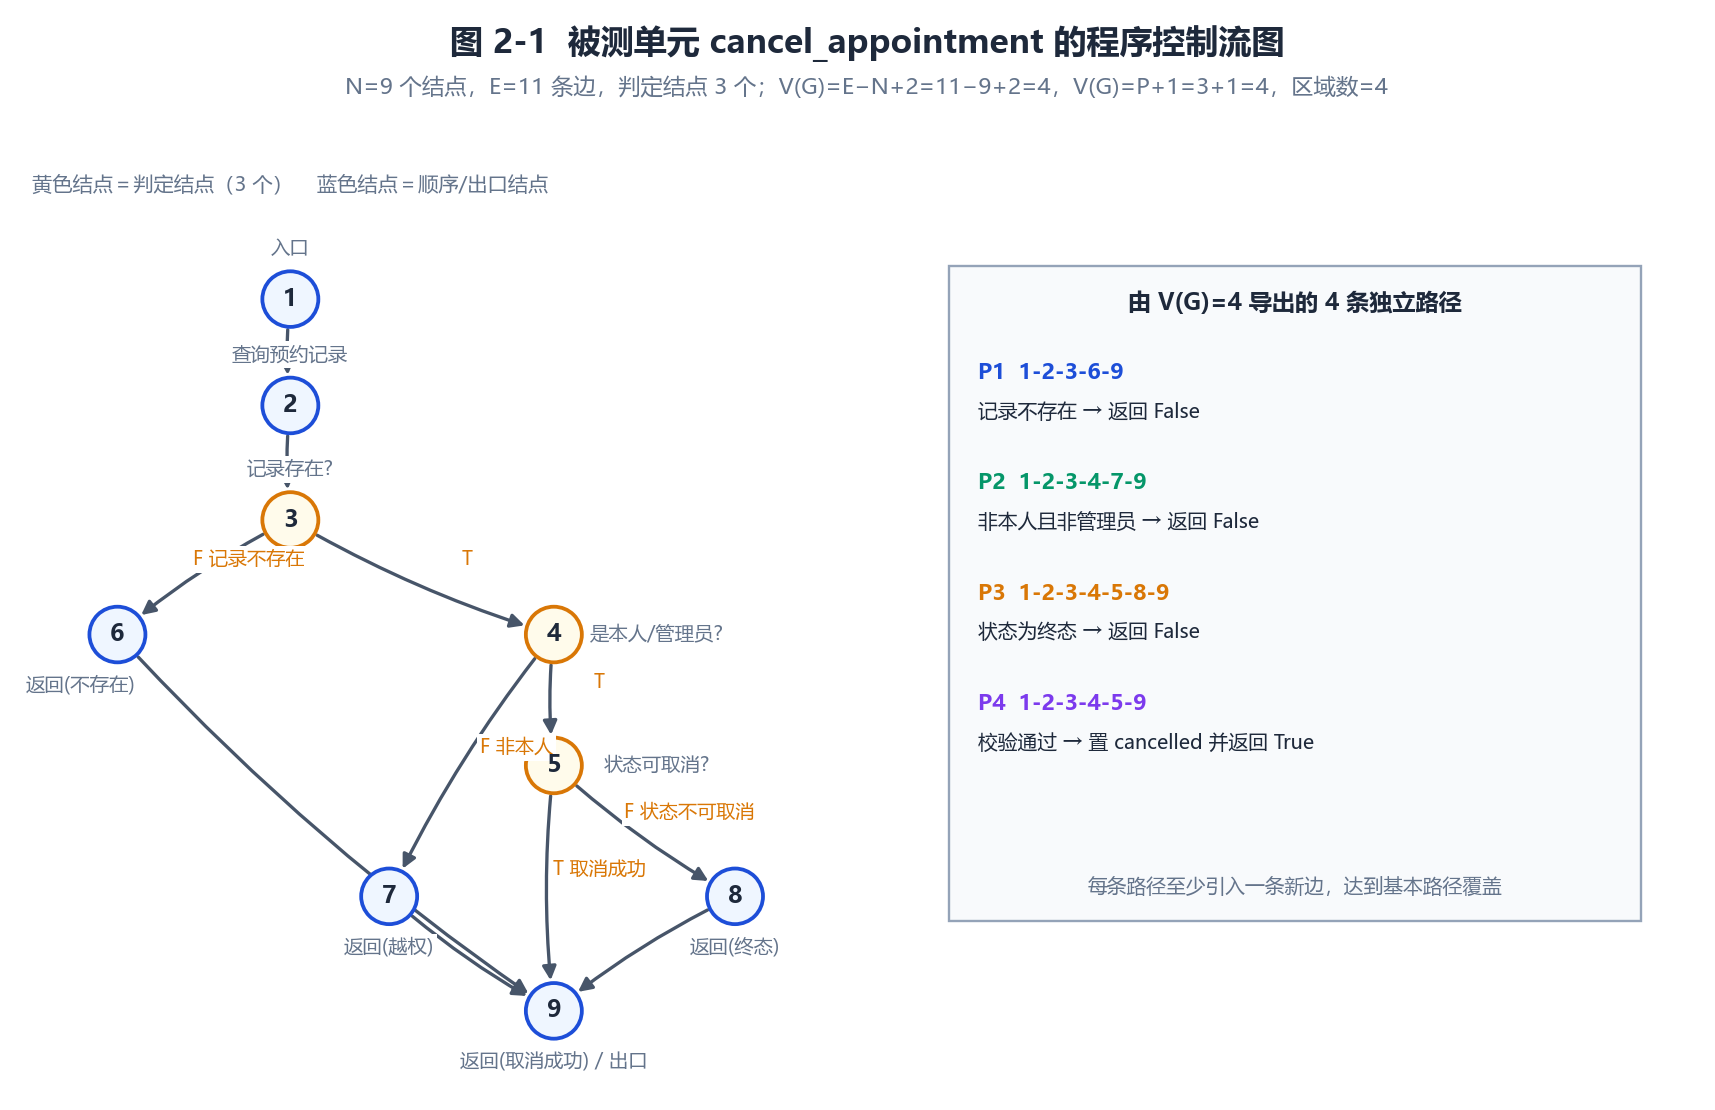 图 2-1 被测单元 cancel_appointment 的程序控制流图
N=9 个结点，E=11 条边，判定结点 3 个；V(G)=E−N+2=11−9+2=4，V(G)=P+1=3+1=4，区域数=4
黄色结点＝判定结点（3 个） 蓝色结点＝顺序/出口结点
入口
1
查询预约记录
2
记录存在?
3
F 记录不存在
T
6
返回(不存在)
4
是本人/管理员?
T
F 非本人
5
状态可取消?
F 状态不可取消
T 取消成功
7
返回(越权)
8
返回(终态)
9
返回(取消成功) / 出口
由 V(G)=4 导出的 4 条独立路径
P1 1-2-3-6-9
记录不存在 → 返回 False
P2 1-2-3-4-7-9
非本人且非管理员 → 返回 False
P3 1-2-3-4-5-8-9
状态为终态 → 返回 False
P4 1-2-3-4-5-9
校验通过 → 置 cancelled 并返回 True
每条路径至少引入一条新边，达到基本路径覆盖